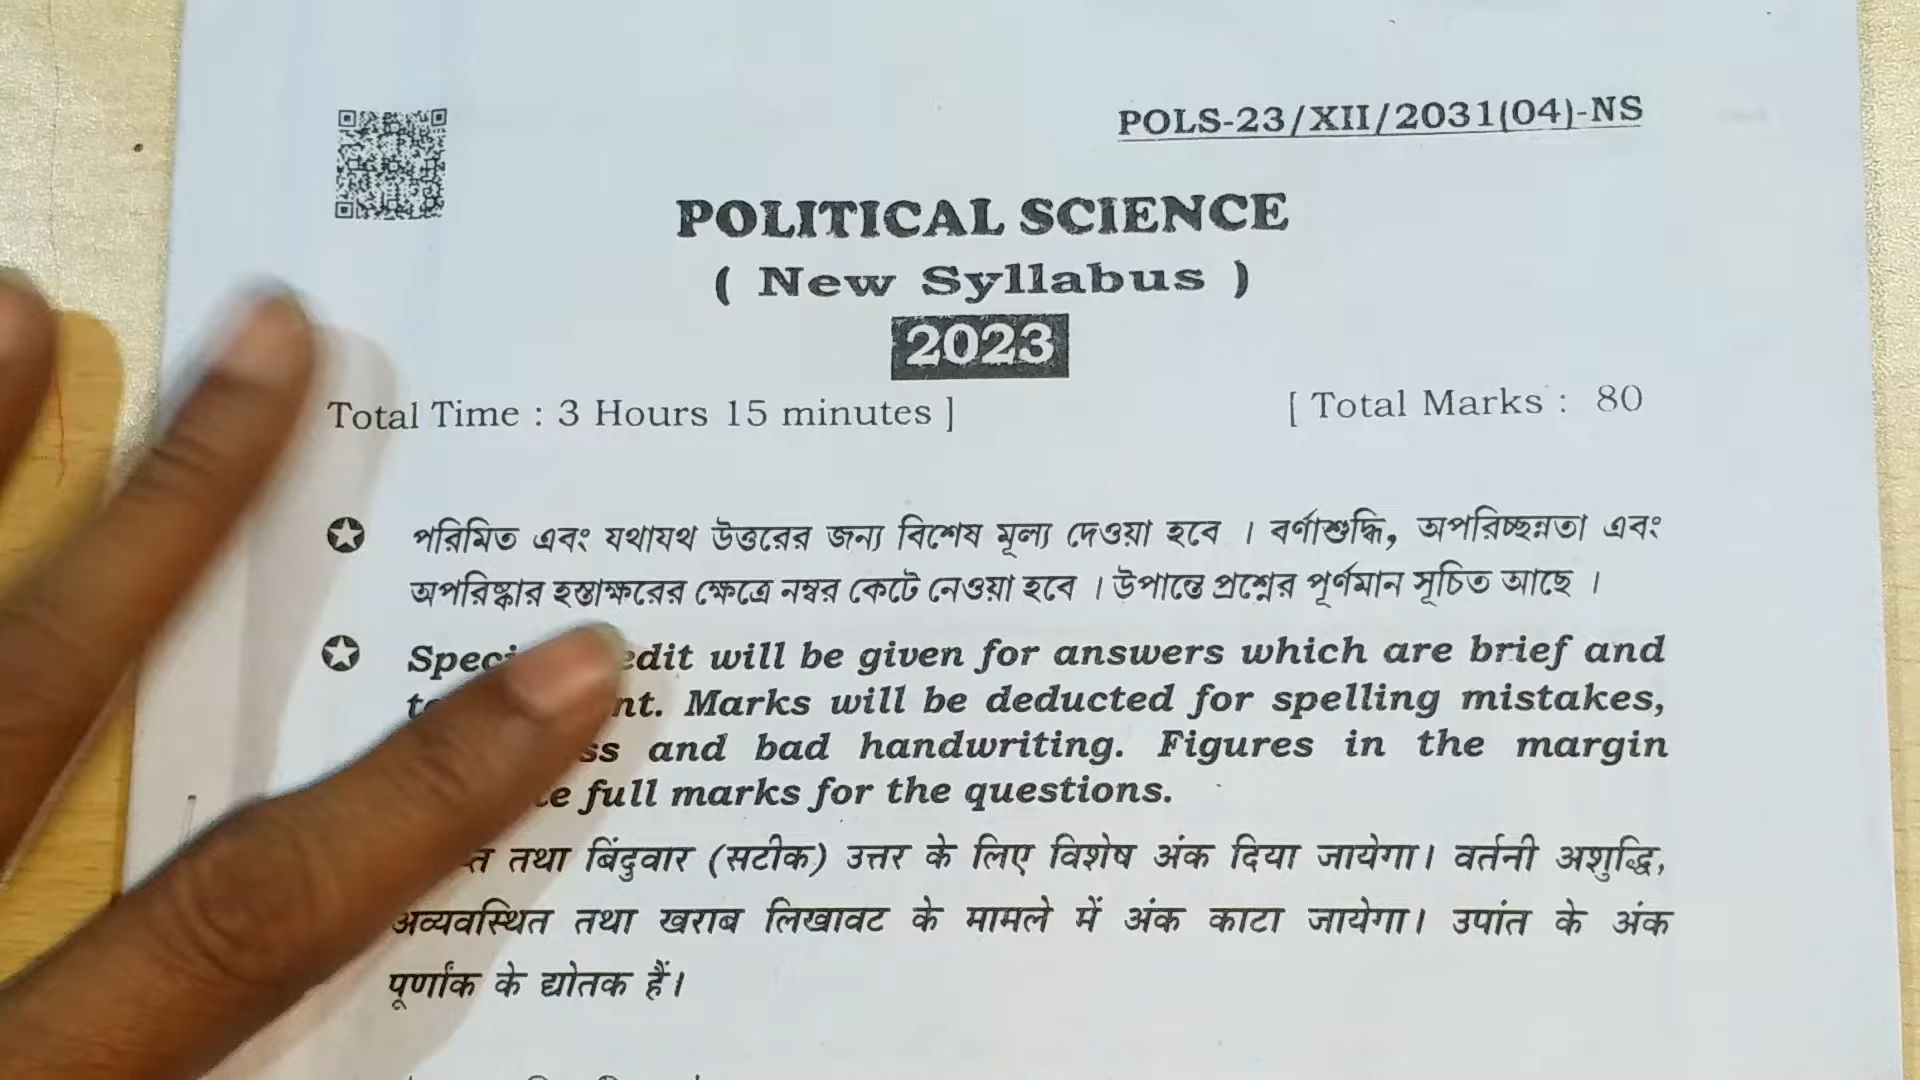 POLS-23/XII/2031(04)-NS
POLITICAL SCIENCE
( New Syllabus )
2023
Total Time : 3 Hours 15 minutes ]
[ Total Marks : 80
পরিমিত এবং যথাযথ উত্তরের জন্য বিশেষ মূল্য দেওয়া হবে । বর্ণাশুদ্ধি, অপরিচ্ছন্নতা এবং
অপরিষ্কার হস্তাক্ষরের ক্ষেত্রে নম্বর কেটে নেওয়া হবে । উপান্তে প্রশ্নের পূর্ণমান সূচিত আছে ।
will be given for answers which are brief and
Marks will be deducted for spelling mistakes,
and bad handwriting. Figures in the margin
full marks for the questions.
तथा बिंदुवार (सटीक) उत्तर के लिए विशेष अंक दिया जायेगा। वर्तनी अशुद्धि,
अव्यवस्थित तथा खराब लिखावट के मामले में अंक काटा जायेगा। उपांत के अंक
पूर्णांक के द्योतक हैं।